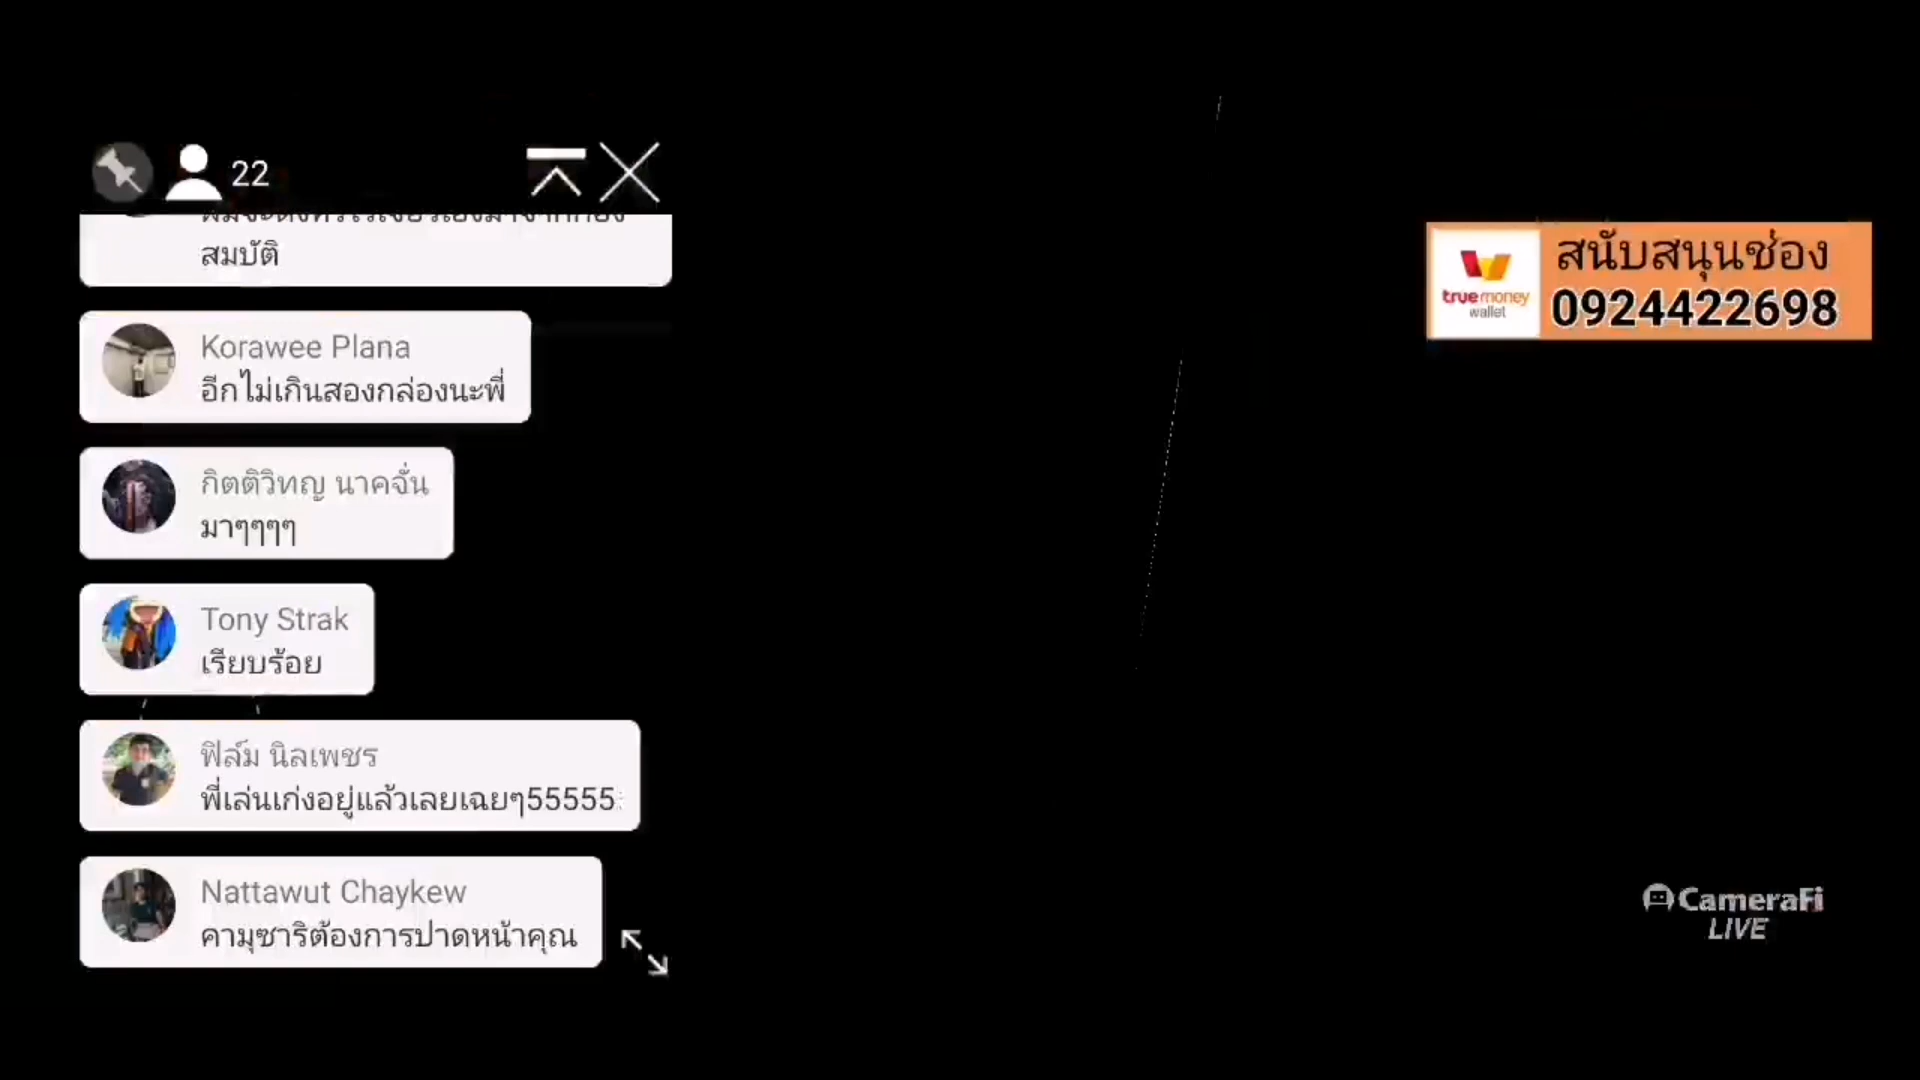 22
สมบัติ
Korawee Plana
อีกไม่เกินสองกล่องนะพี่
กิตติวิทญ นาคจั่น
มาๆๆๆๆ
Tony Strak
เรียบร้อย
ฟิล์ม นิลเพชร
พี่เล่นเก่งอยู่แล้วเลยเฉยๆ55555
Nattawut Chaykew
คามุซาริต้องการปาดหน้าคุณ
สนับสนุนช่อง
true money
wallet
0924422698
CameraFi
LIVE